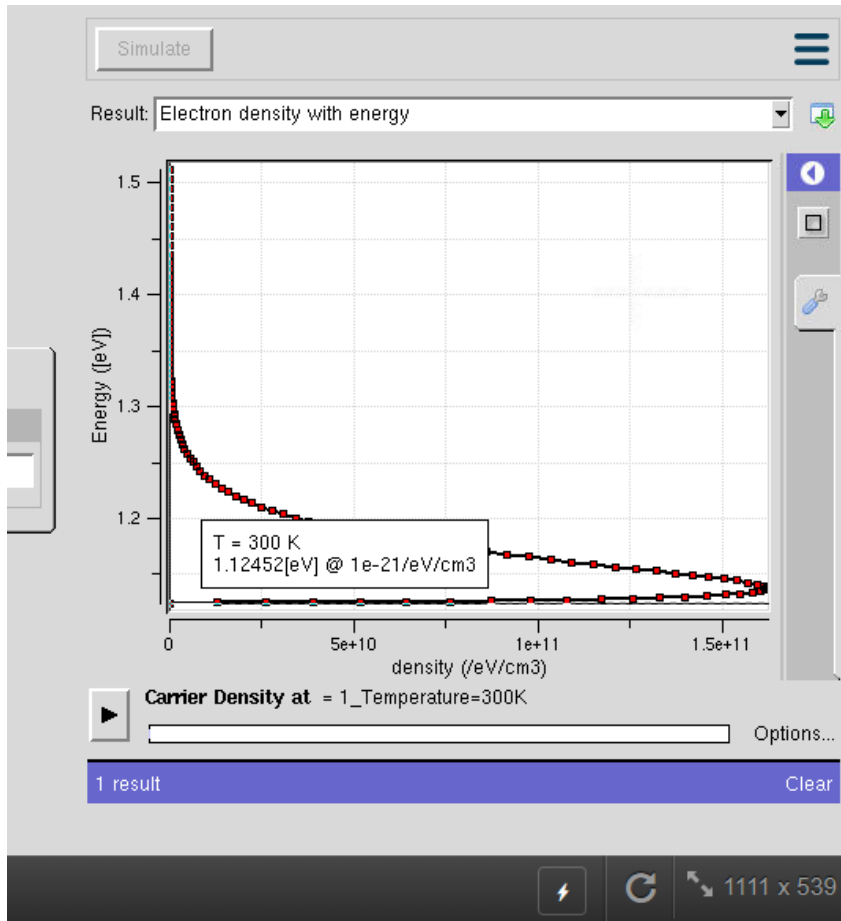 Simulate
Result: Electron density with energy
1.5
1.4
1.3
1.2
Energy ([eV])
T = 300 K
1.12452[eV] @ 1e-21/eV/cm3
0 5e+10 1e+11 1.5e+11
density (/eV/cm3)
Carrier Density at = 1_Temperature=300K
Options...
1 result Clear
1111 x 539